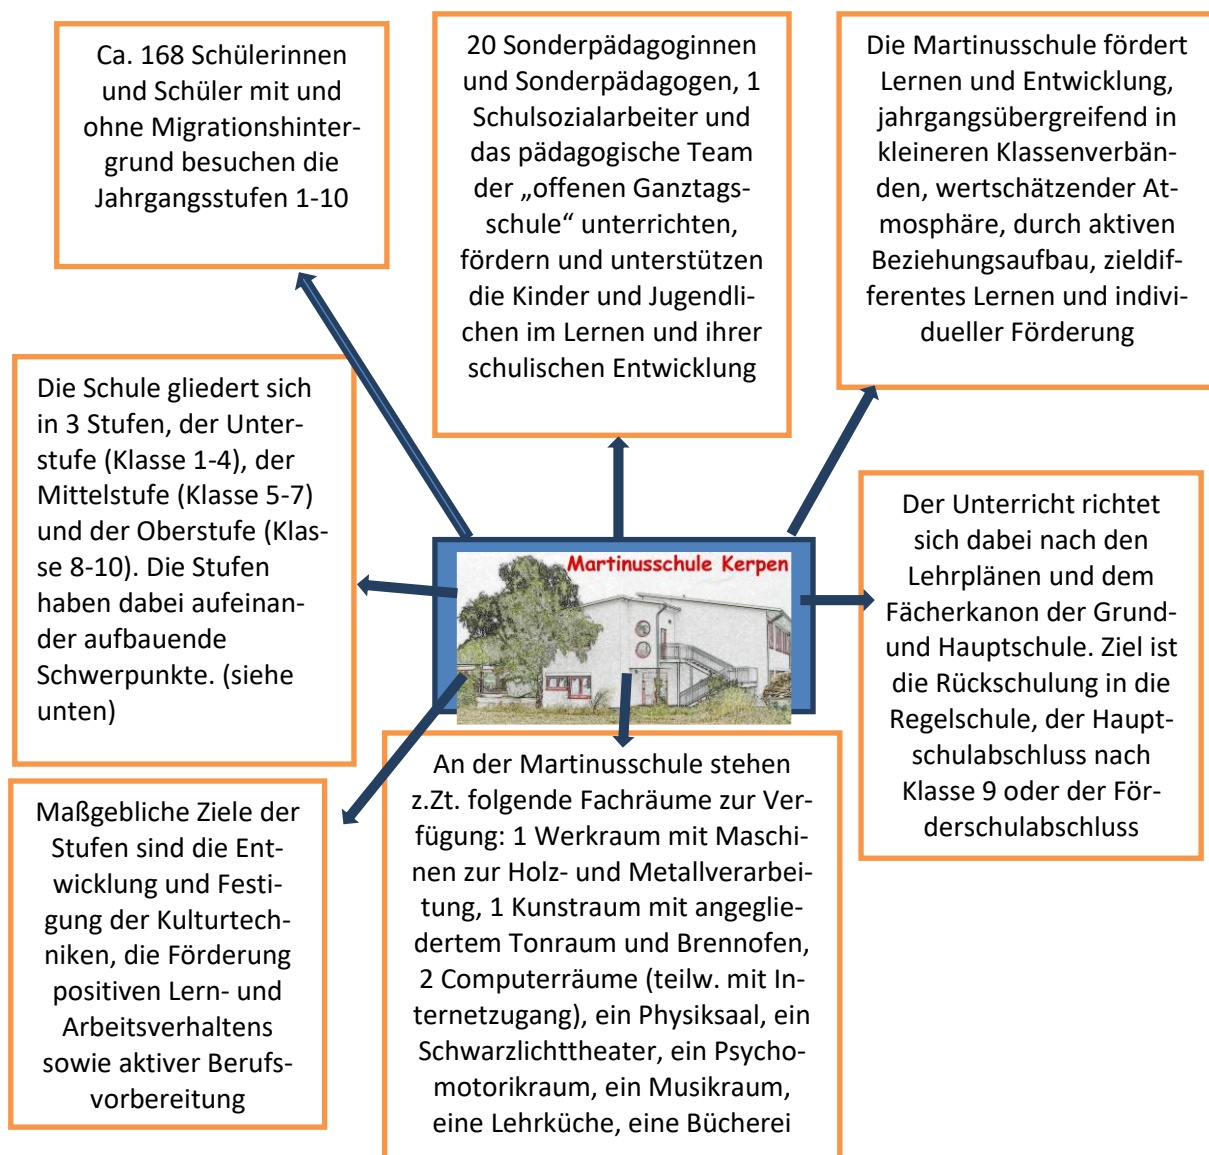 Ca. 168 Schülerinnen
und Schüler mit und
ohne Migrationshinter-
grund besuchen die
Jahrgangsstufen 1-10
20 Sonderpädagoginnen
und Sonderpädagogen, 1
Schulsozialarbeiter und
das pädagogische Team
der „offenen Ganztags-
schule“ unterrichten,
fördern und unterstützen
die Kinder und Jugendli-
chen im Lernen und ihrer
schulischen Entwicklung
Die Martinusschule fördert
Lernen und Entwicklung,
jahrgangsübergreifend in
kleineren Klassenverbän-
den, wertschätzender At-
mosphäre, durch aktiven
Beziehungsaufbau, zieldif-
ferentes Lernen und indivi-
dueller Förderung
Die Schule gliedert sich
in 3 Stufen, der Unter-
stufe (Klasse 1-4), der
Mittelstufe (Klasse 5-7)
und der Oberstufe (Klas-
se 8-10). Die Stufen
haben dabei aufeinan-
der aufbauende
Schwerpunkte. (siehe
unten)
Martinusschule Kerpen
Der Unterricht richtet
sich dabei nach den
Lehrplänen und dem
Fächerkanon der Grund-
und Hauptschule. Ziel ist
die Rückschulung in die
Regelschule, der Haupt-
schulabschluss nach
Klasse 9 oder der För-
derschulabschluss
Maßgebliche Ziele der
Stufen sind die Ent-
wicklung und Festi-
gung der Kulturtech-
niken, die Förderung
positiven Lern- und
Arbeitsverhaltens
sowie aktiver Berufs-
vorbereitung
An der Martinusschule stehen
z.Zt. folgende Fachräume zur Ver-
fügung: 1 Werkraum mit Maschi-
nen zur Holz- und Metallverarbei-
tung, 1 Kunstraum mit angeglie-
dertem Tonraum und Brennofen,
2 Computerräume (teilw. mit In-
ternetzugang), ein Physiksaal, ein
Schwarzlichttheater, ein Psycho-
motorikraum, ein Musikraum,
eine Lehrküche, eine Bücherei